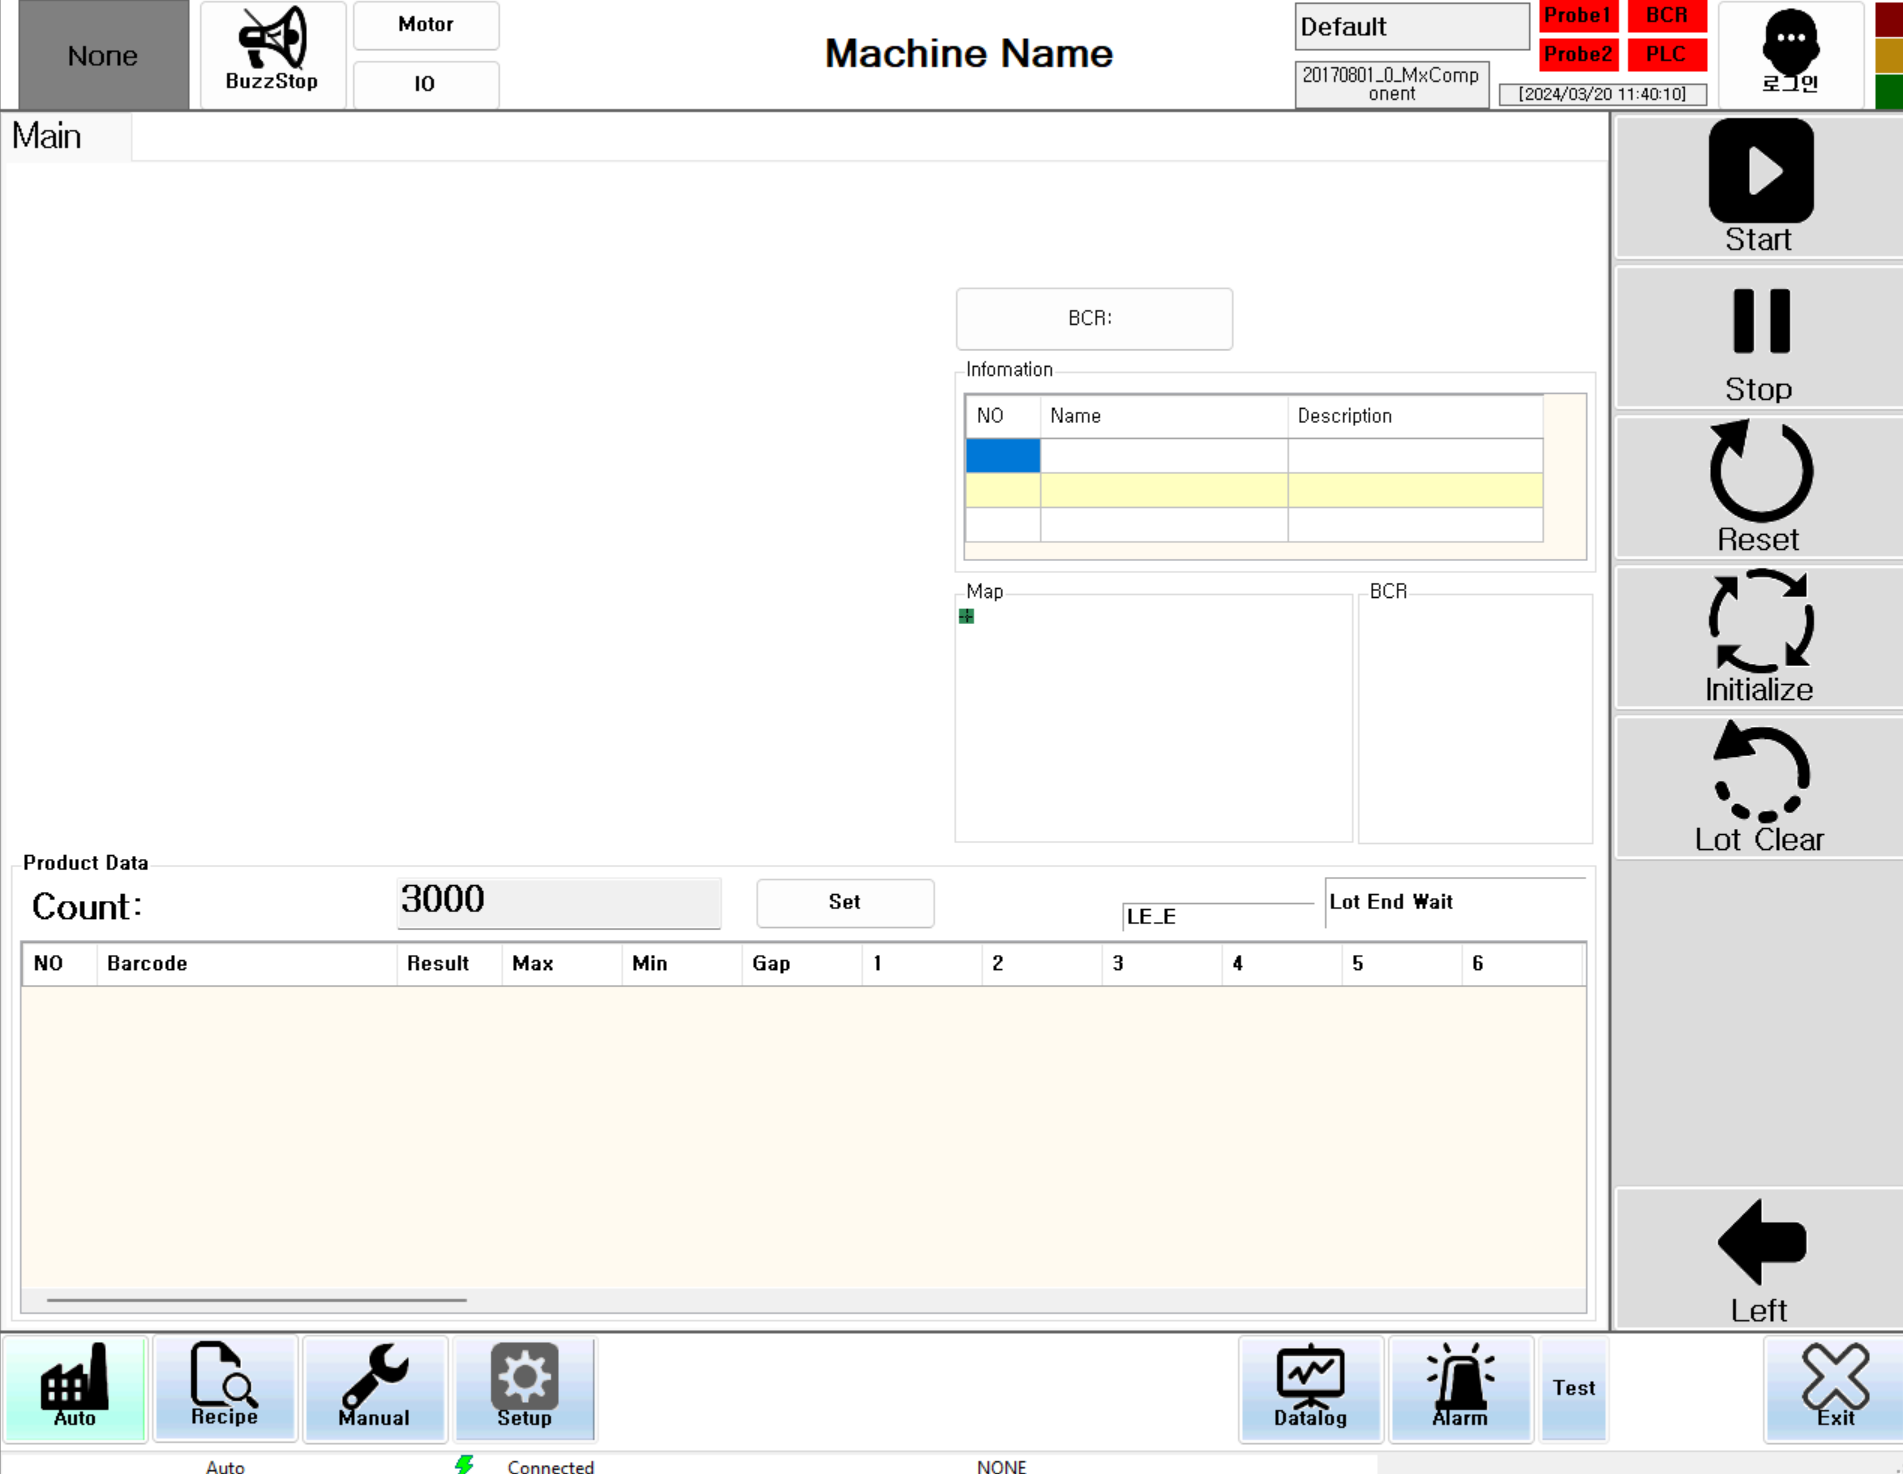 None
BuzzStop
Motor
IO
Machine Name
Default
20170801_0_MxComp
onent
Probe1
BCR
Probe2
PLC
[2024/03/20 11:40:10]
로그인
Main
Start
Stop
Reset
Initialize
Lot Clear
Left
BCR:
Infomation
NO Name Description
Map
BCR
Product Data
Count: 3000 Set LE_E Lot End Wait
NO Barcode Result Max Min Gap 1 2 3 4 5 6
Auto
Recipe
Manual
Setup
Datalog
Alarm
Test
Exit
Auto Connected NONE